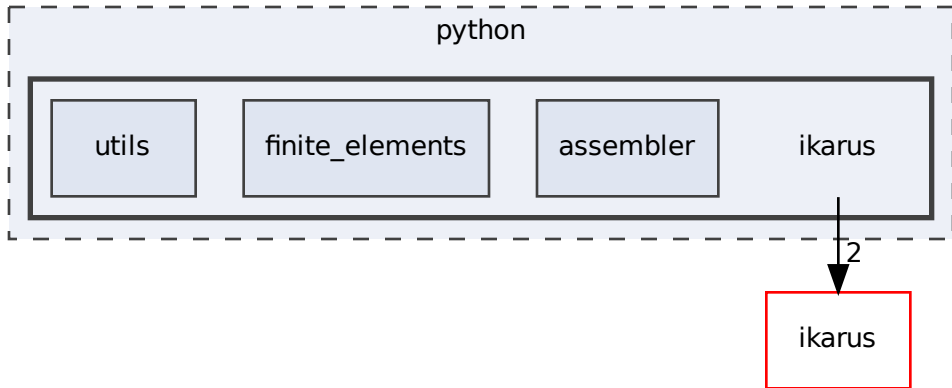 python
utils
finite_elements
assembler
ikarus
2
ikarus